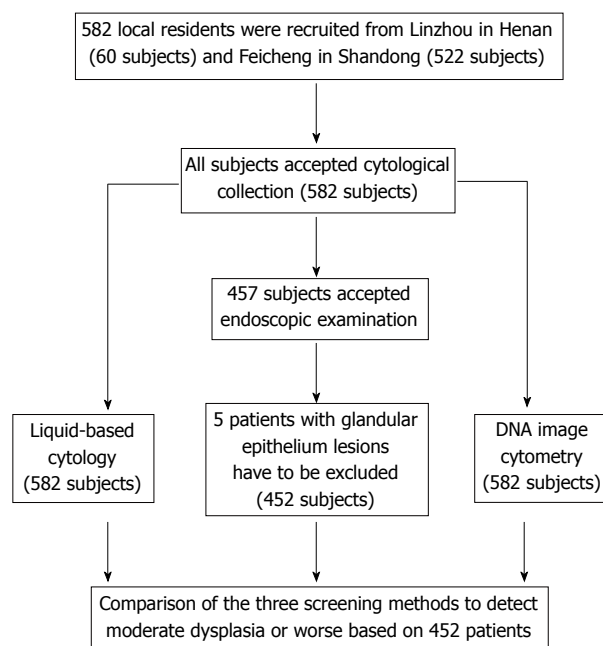 582 local residents were recruited from Linzhou in Henan
(60 subjects) and Feicheng in Shandong (522 subjects)
All subjects accepted cytological
collection (582 subjects)
457 subjects accepted
endoscopic examination
Liquid-based
cytology
(582 subjects)
5 patients with glandular
epithelium lesions
have to be excluded
(452 subjects)
DNA image
cytometry
(582 subjects)
Comparison of the three screening methods to detect
moderate dysplasia or worse based on 452 patients